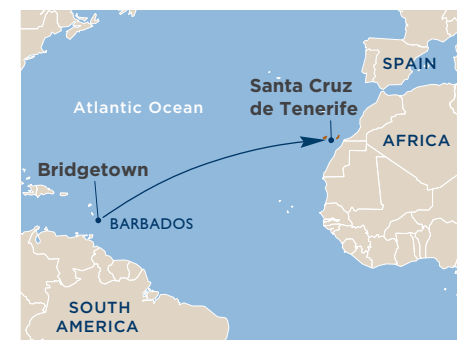 SPAIN
Santa Cruz
de Tenerife
Atlantic Ocean
AFRICA
Bridgetown
BARBADOS
SOUTH
AMERICA